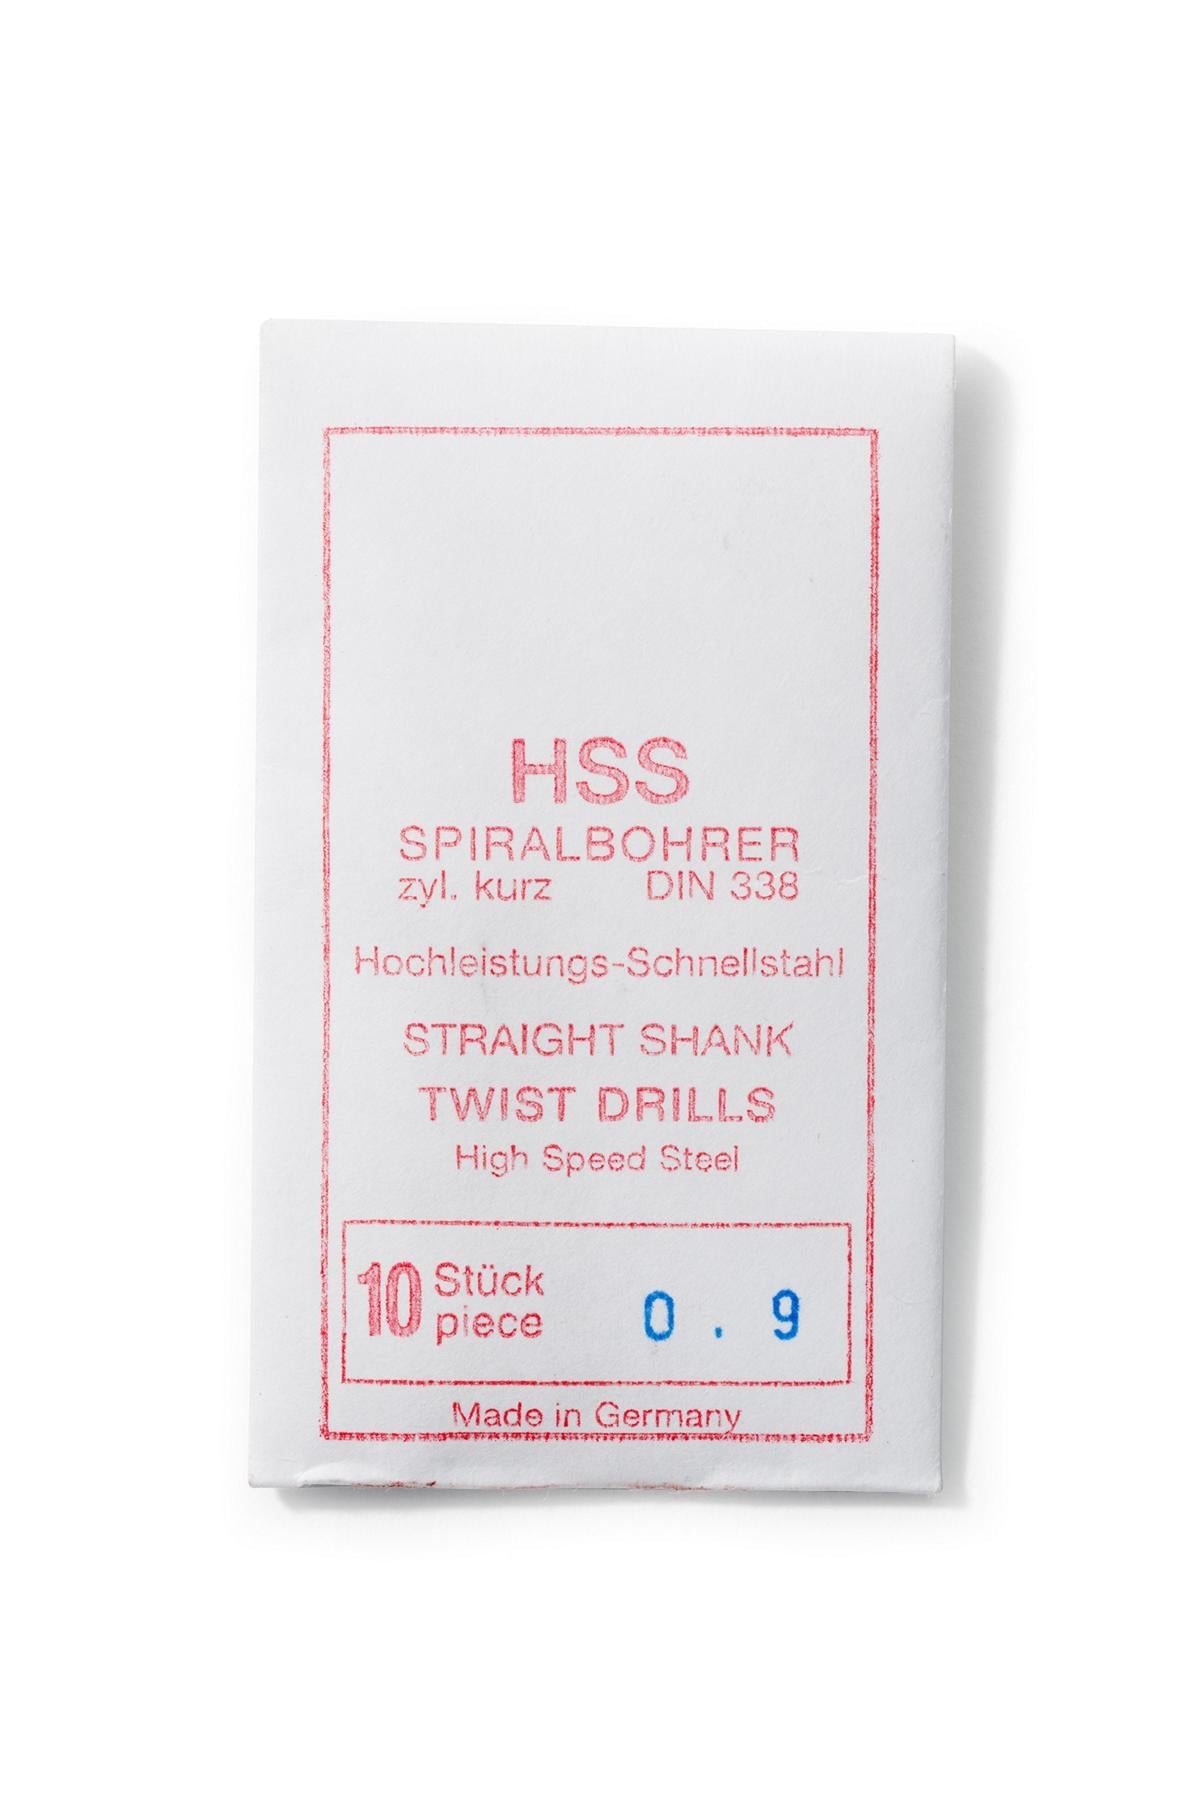 HSS
SPIRALBOHRER
zyl. kurz DIN 338
Hochleistungs-Schnellstahl
STRAIGHT SHANK
TWIST DRILLS
High Speed Steel
10 Stück
piece
0.9
Made in Germany